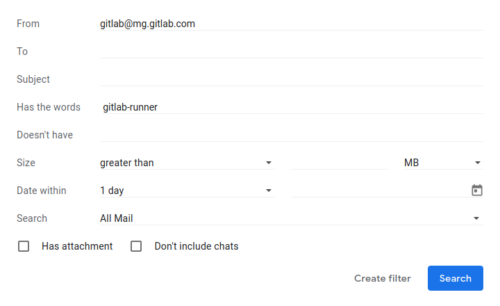 From gitlab@mg.gitlab.com
To
Subject
Has the words gitlab-runner
Doesn't have
Size greater than MB
Date within 1 day
Search All Mail
Has attachment Don't include chats
Create filter Search